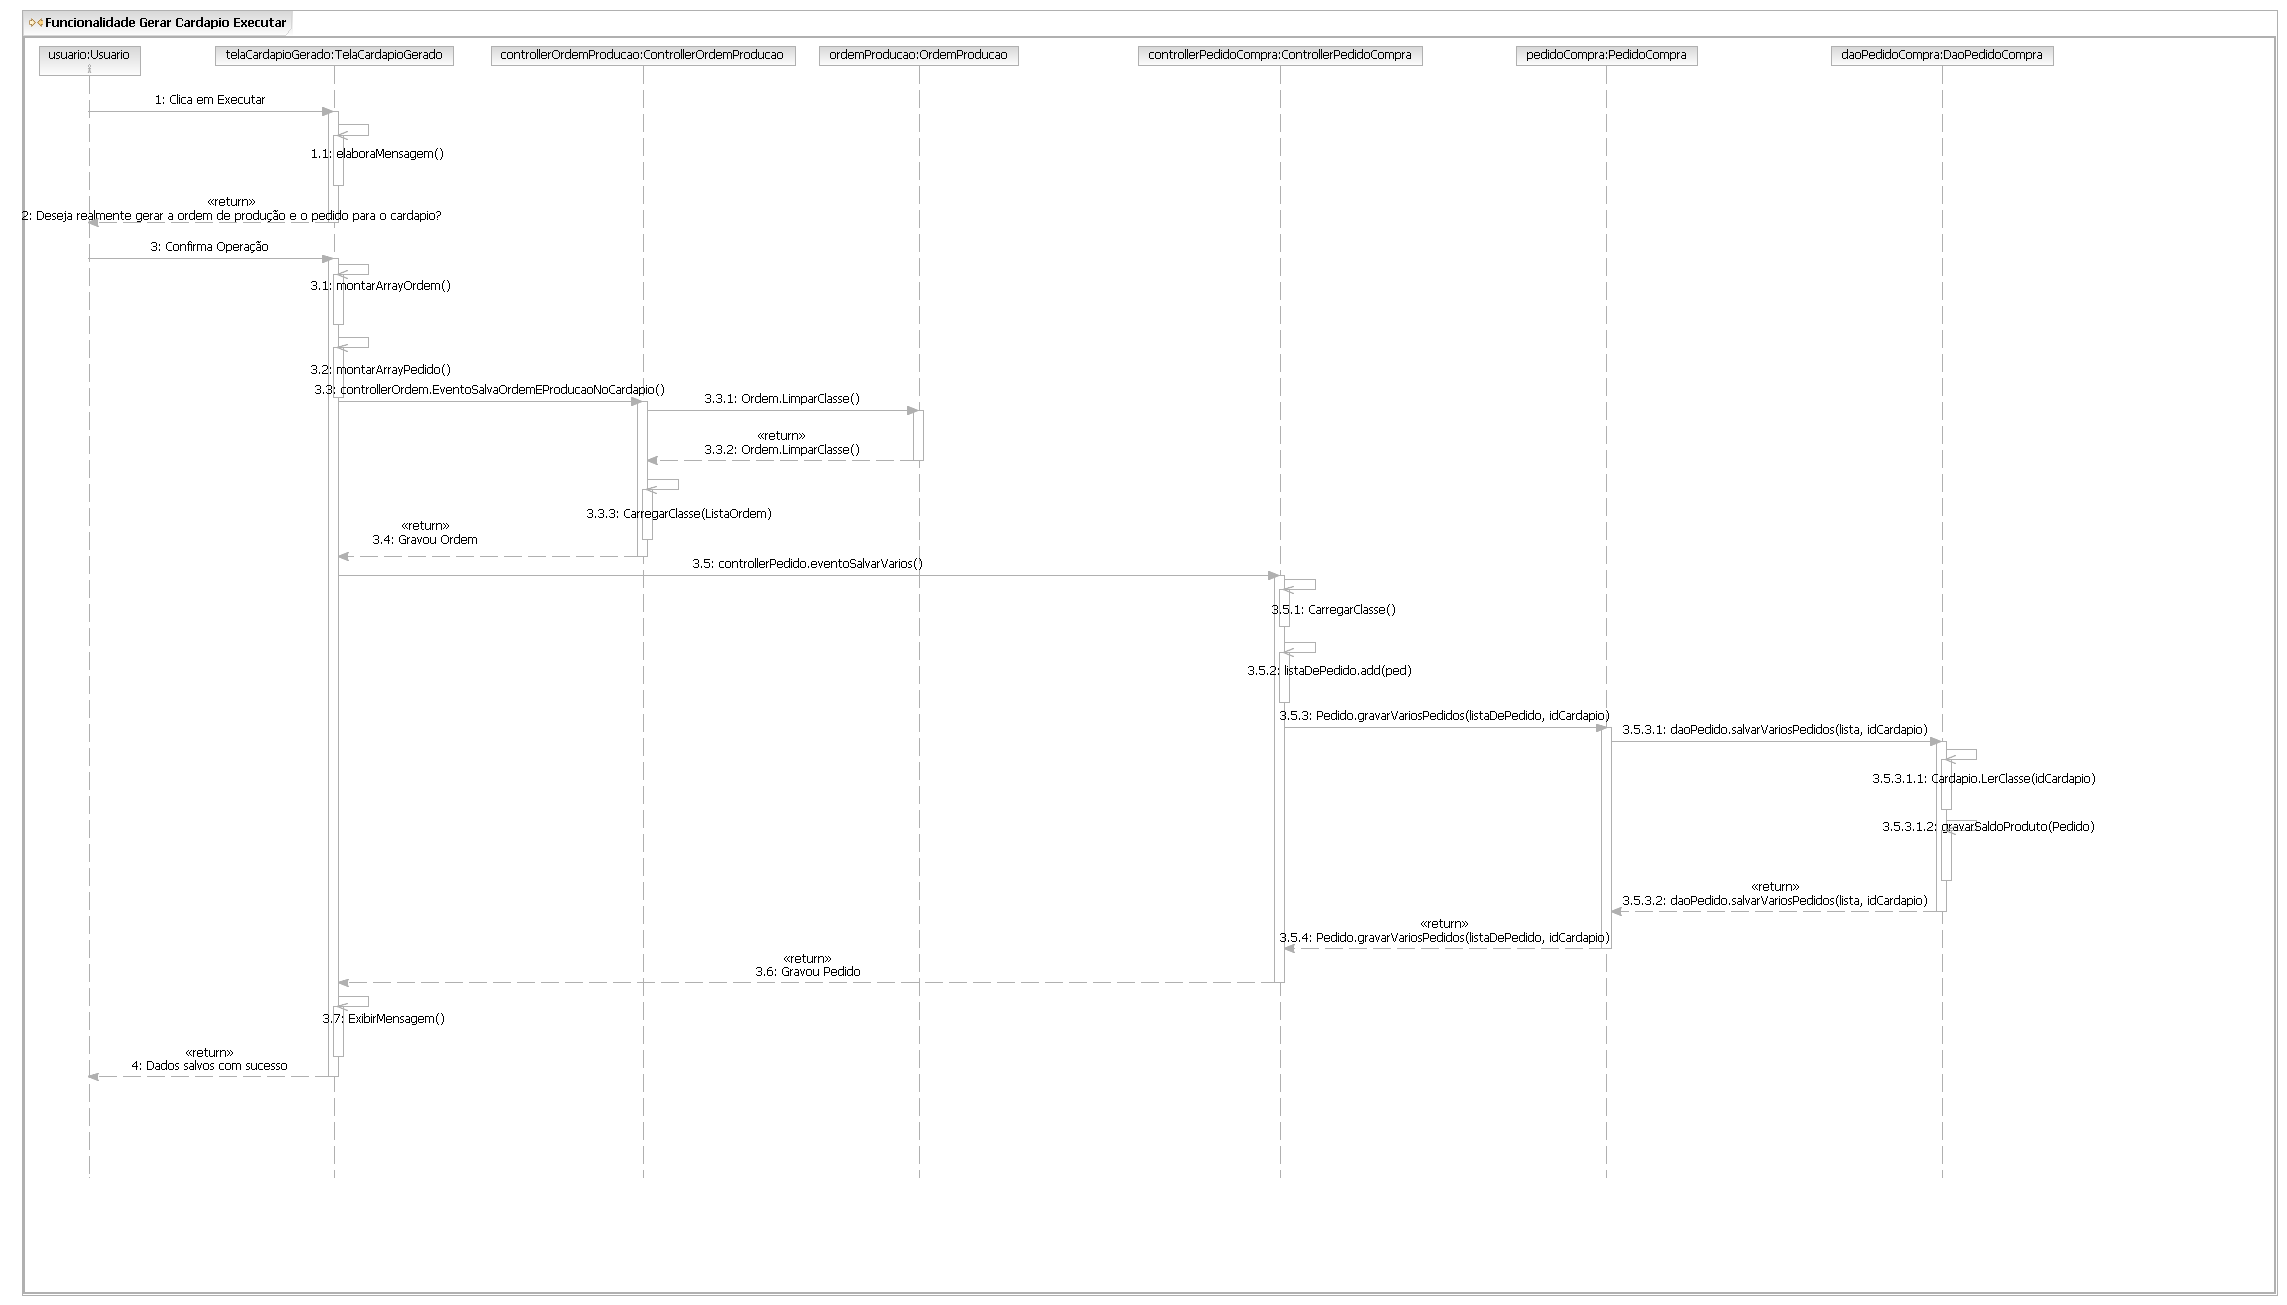 Funcionalidade Gerar Cardapio Executar
usuario:Usuario
telaCardapioGerado:TelaCardapioGerado
controllerOrdemProducao:ControllerOrdemProducao
ordemProducao:OrdemProducao
controllerPedidoCompra:ControllerPedidoCompra
pedidoCompra:PedidoCompra
daoPedidoCompra:DaoPedidoCompra
1: Clica em Executar
1.1: elaboraMensagem()
«return»
2: Deseja realmente gerar a ordem de produção e o pedido para o cardapio?
3: Confirma Operação
3.1: montarArrayOrdem()
3.2: montarArrayPedido()
3.3: controllerOrdem.EventoSalvaOrdemEProducaoNoCardapio()
3.3.1: Ordem.LimparClasse()
«return»
3.3.2: Ordem.LimparClasse()
3.3.3: CarregarClasse(ListaOrdem)
«return»
3.4: Gravou Ordem
3.5: controllerPedido.eventoSalvarVarios()
3.5.1: CarregarClasse()
3.5.2: listaDePedido.add(ped)
3.5.3: Pedido.gravarVariosPedidos(listaDePedido, idCardapio)
3.5.3.1: daoPedido.salvarVariosPedidos(lista, idCardapio)
3.5.3.1.1: Cardapio.LerClasse(idCardapio)
3.5.3.1.2: gravarSaldoProduto(Pedido)
«return»
3.5.3.2: daoPedido.salvarVariosPedidos(lista, idCardapio)
«return»
3.5.4: Pedido.gravarVariosPedidos(listaDePedido, idCardapio)
«return»
3.6: Gravou Pedido
3.7: ExibirMensagem()
«return»
4: Dados salvos com sucesso